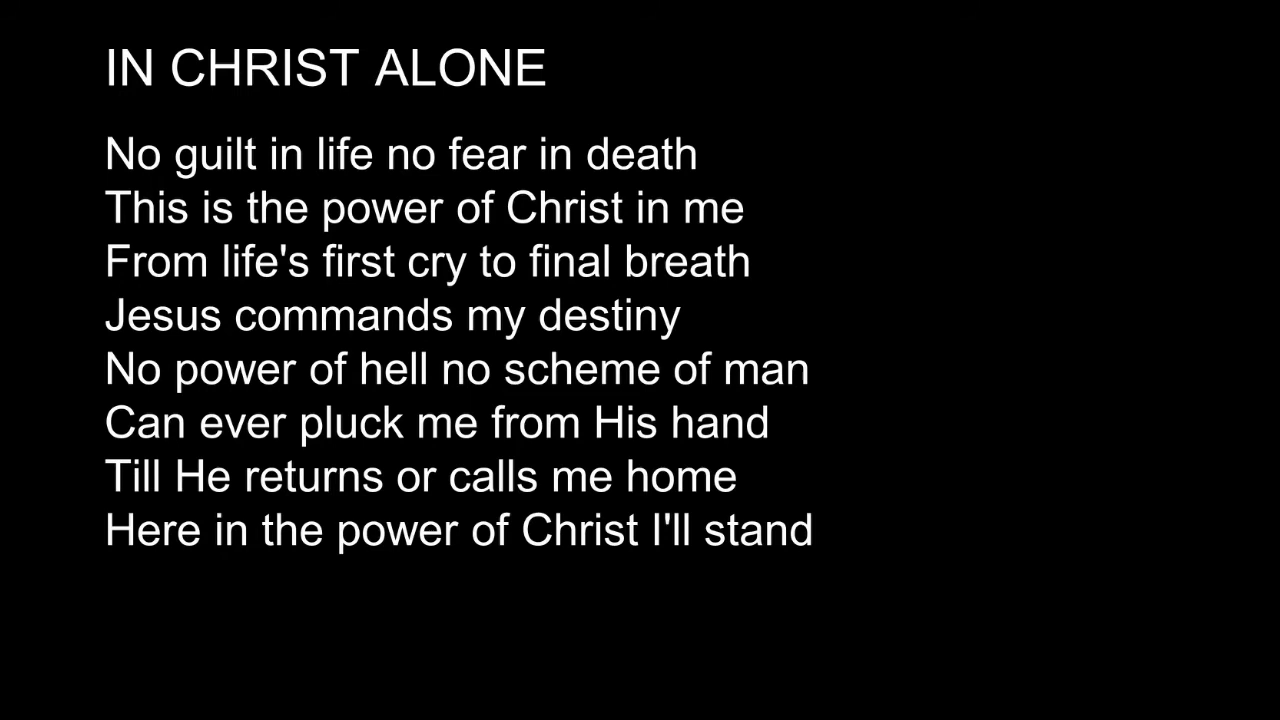 IN CHRIST ALONE
No guilt in life no fear in death
This is the power of Christ in me
From life's first cry to final breath
Jesus commands my destiny
No power of hell no scheme of man
Can ever pluck me from His hand
Till He returns or calls me home
Here in the power of Christ I'll stand